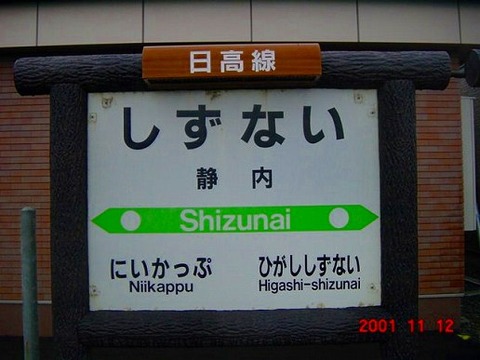 日高線
しずない
静内
Shizunai
にいかっぷ ひがししずない
Niikappu Higashi-shizunai
2001 11 12